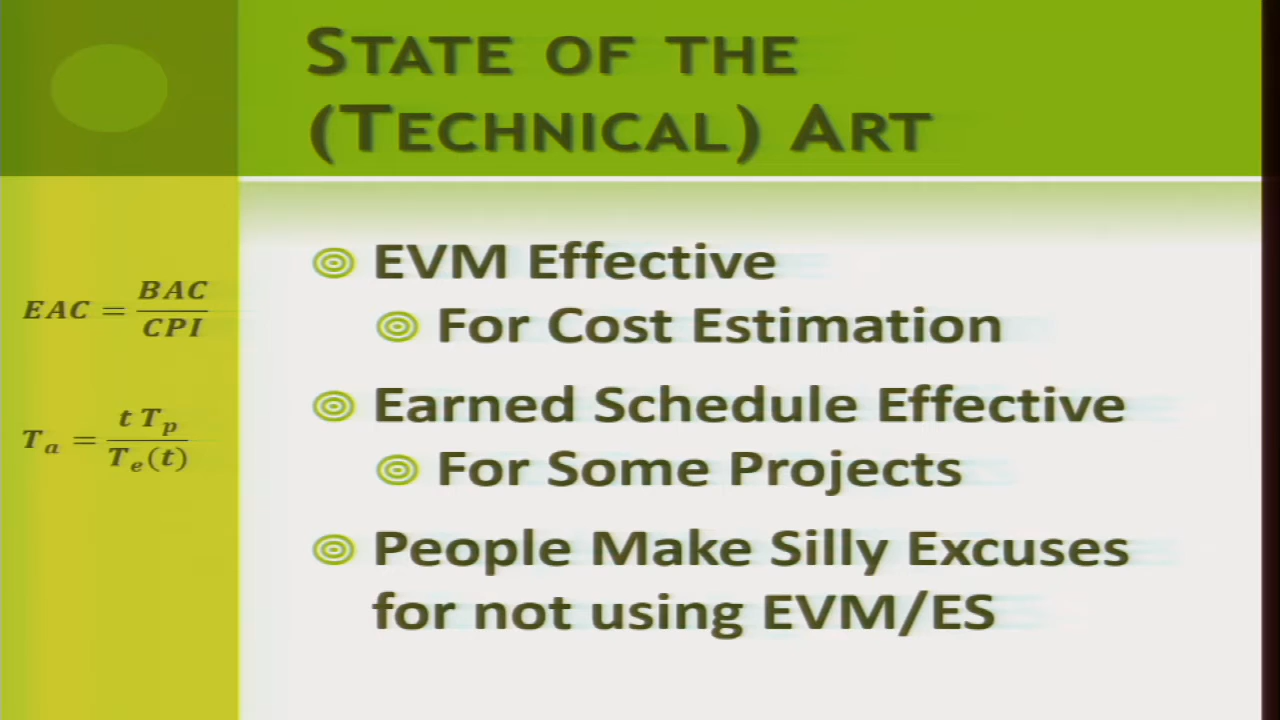 STATE OF THE
(TECHNICAL) ART
EVM Effective
For Cost Estimation
Earned Schedule Effective
For Some Projects
People Make Silly Excuses
for not using EVM/ES
EAC = BAC / CPI
T_a = t T_p / T_e(t)